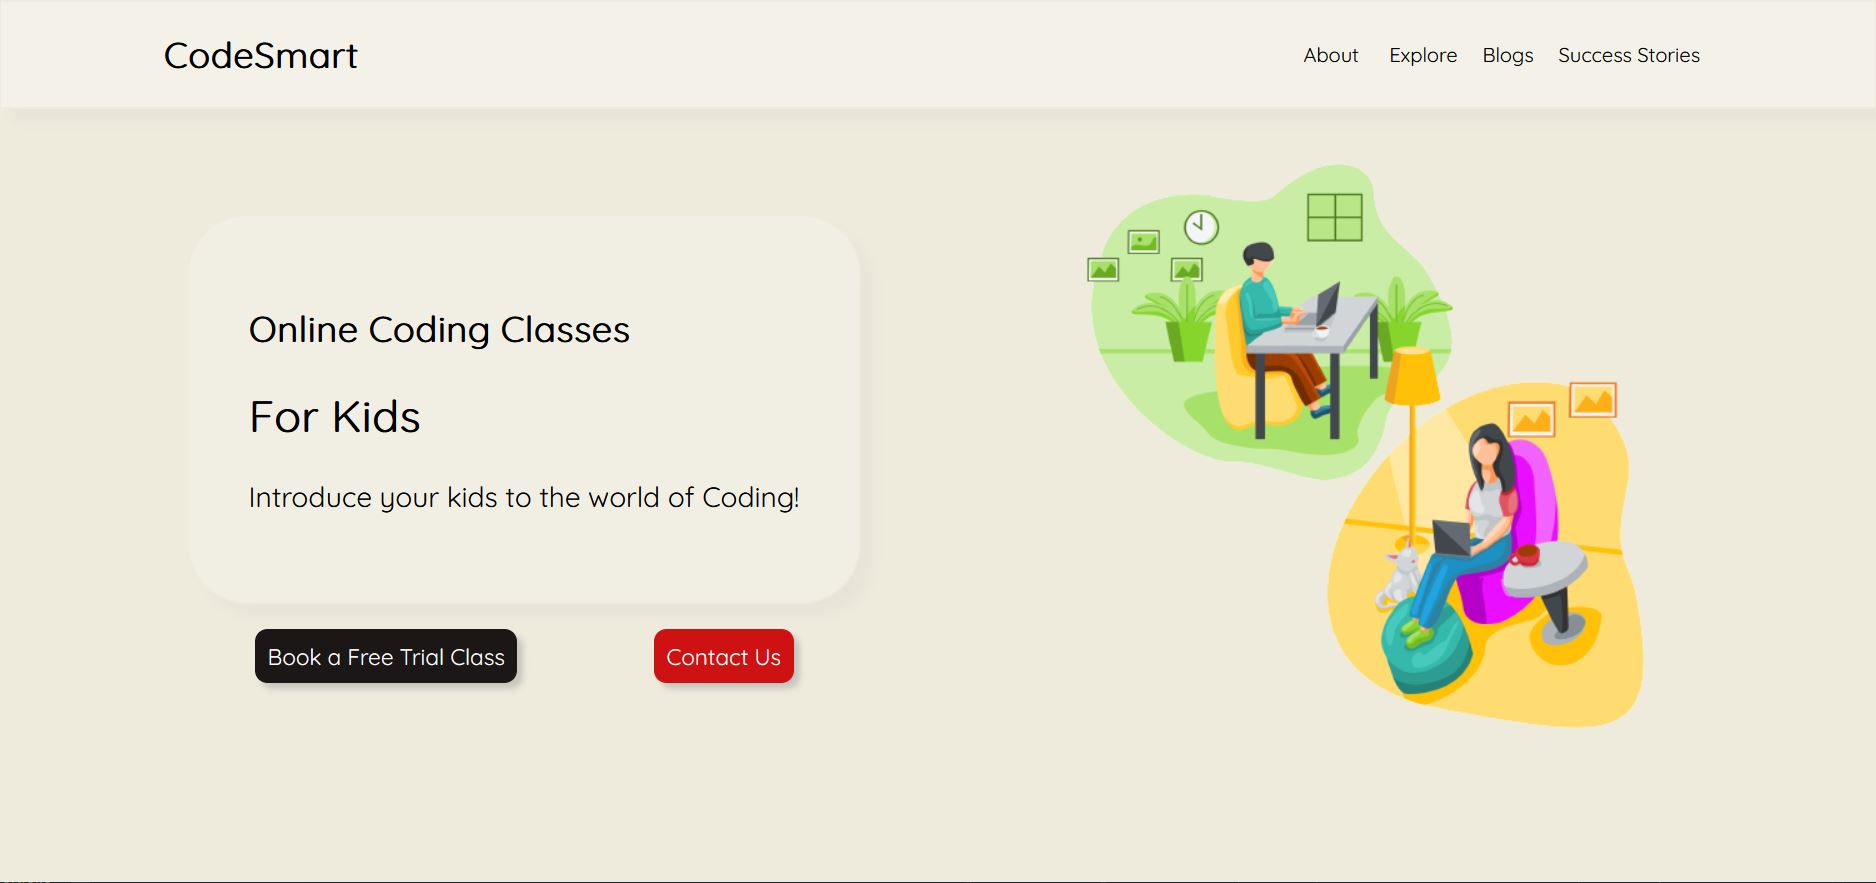 CodeSmart
About Explore Blogs Success Stories
Online Coding Classes
For Kids
Introduce your kids to the world of Coding!
Book a Free Trial Class Contact Us